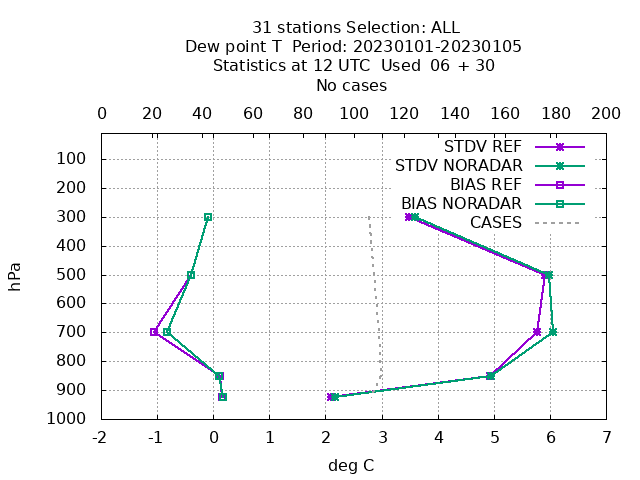 31 stations Selection: ALL
Dew point T  Period: 20230101-20230105
Statistics at 12 UTC  Used  06 + 30
No cases
0 20 40 60 80 100 120 140 160 180 200
STDV REF
STDV NORADAR
BIAS REF
BIAS NORADAR
CASES
100
200
300
400
500
600
700
800
900
1000
hPa
-2 -1 0 1 2 3 4 5 6 7
deg C